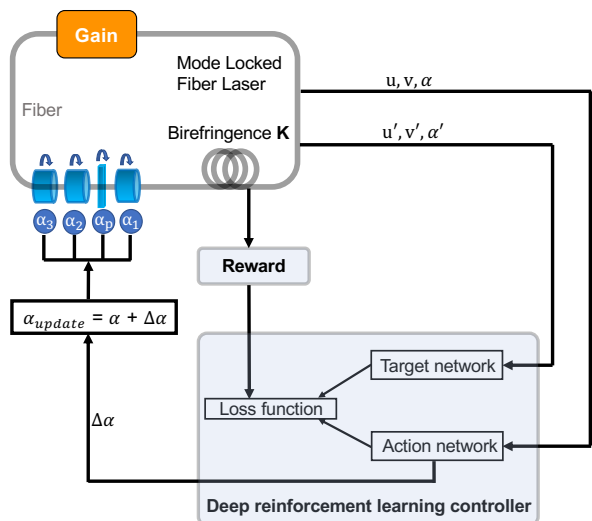 Gain
Mode Locked
Fiber Laser
Fiber
Birefringence K
u, v, α
u′, v′, α′
α₃ α₂ αₚ α₁
Reward
α_update = α + Δα
Target network
Loss function
Δα
Action network
Deep reinforcement learning controller